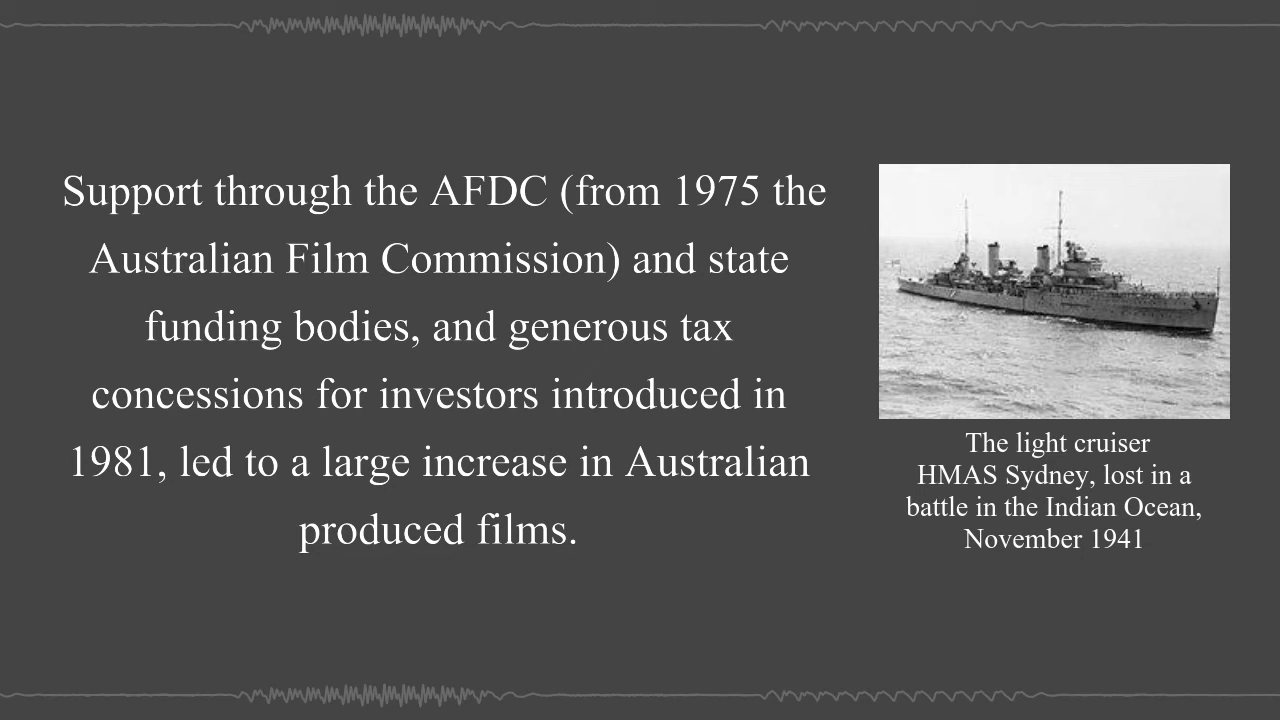 Support through the AFDC (from 1975 the
Australian Film Commission) and state
funding bodies, and generous tax
concessions for investors introduced in
1981, led to a large increase in Australian
produced films.
The light cruiser
HMAS Sydney, lost in a
battle in the Indian Ocean,
November 1941